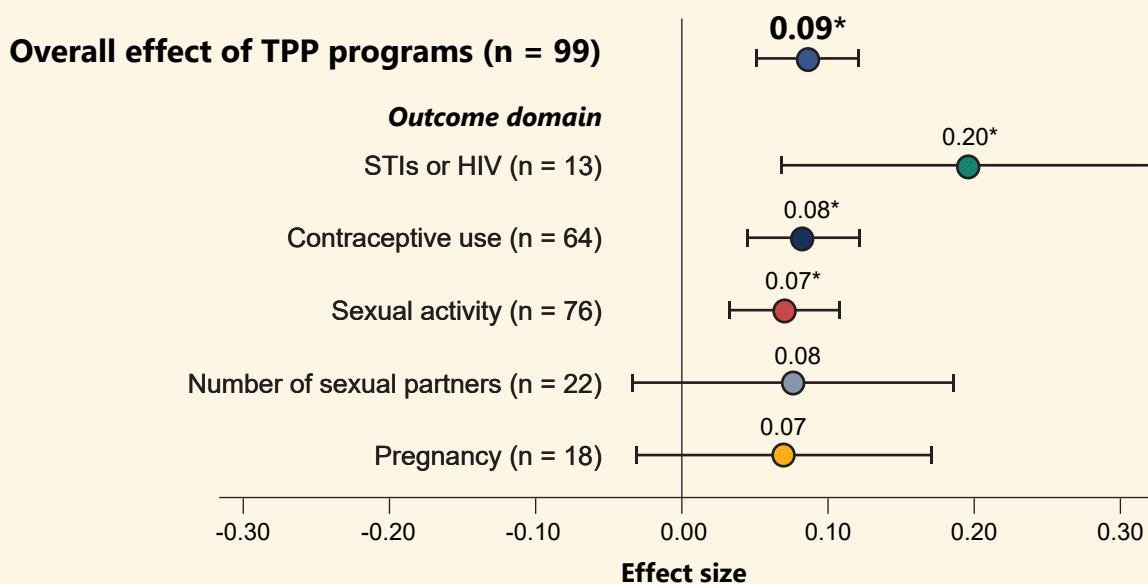 0.09*
Overall effect of TPP programs (n = 99)
Outcome domain
0.20*
STIs or HIV (n = 13)
0.08*
Contraceptive use (n = 64)
0.07*
Sexual activity (n = 76)
0.08
Number of sexual partners (n = 22)
0.07
Pregnancy (n = 18)
-0.30 -0.20 -0.10 0.00 0.10 0.20 0.30
Effect size